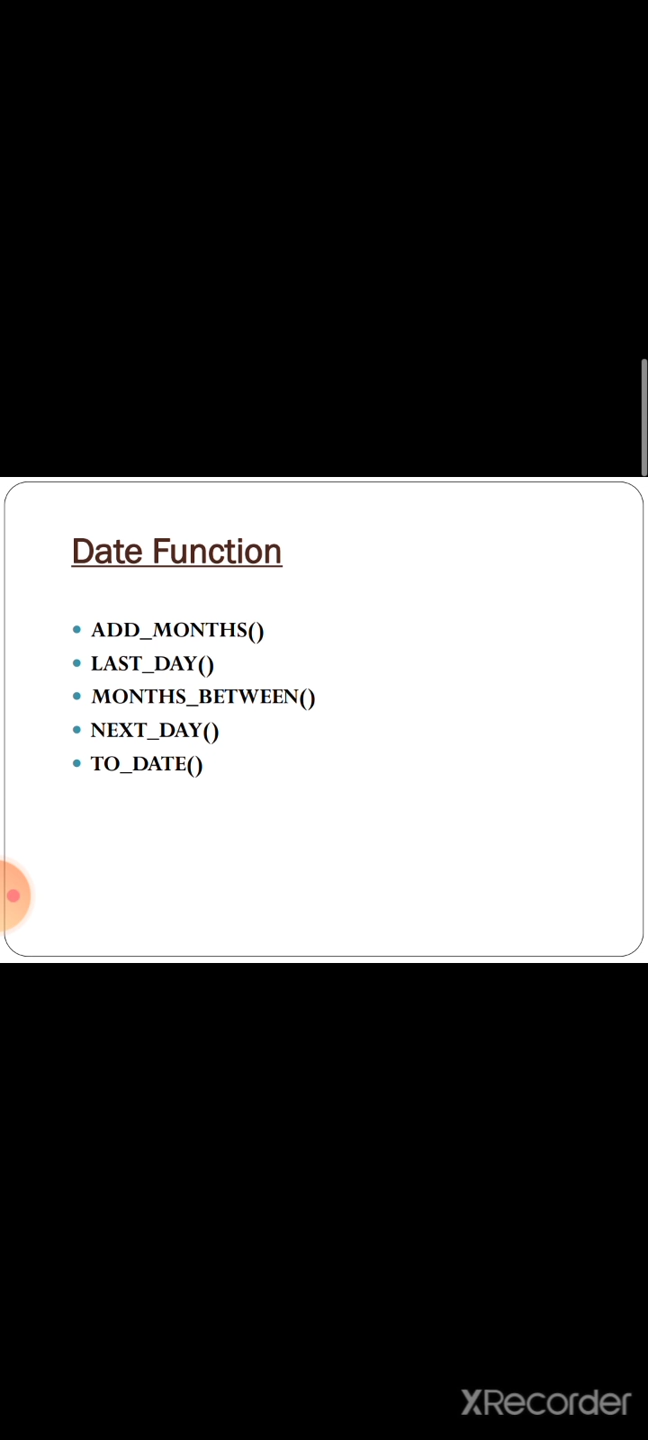 Date Function
ADD_MONTHS()
LAST_DAY()
MONTHS_BETWEEN()
NEXT_DAY()
TO_DATE()
XRecorder